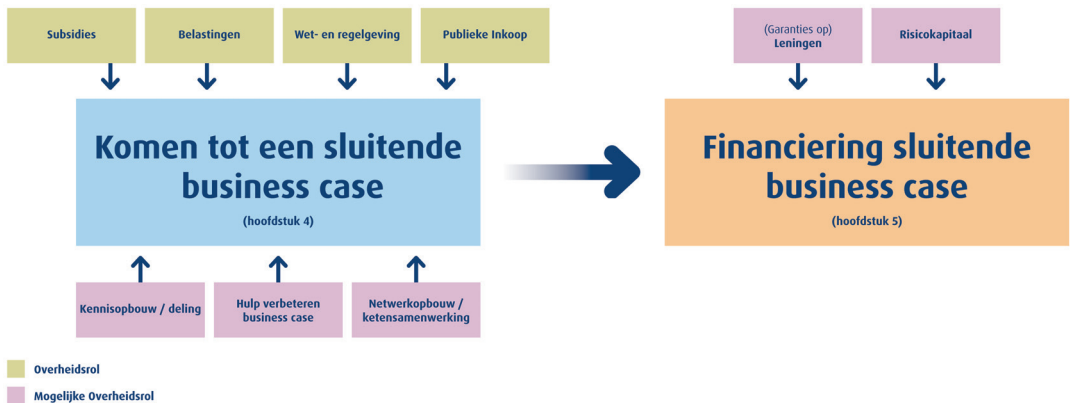 Subsidies
Belastingen
Wet- en regelgeving
Publieke Inkoop
(Garanties op)
Leningen
Risicokapitaal
Komen tot een sluitende
business case
(hoofdstuk 4)
Financiering sluitende
business case
(hoofdstuk 5)
Kennisopbouw / deling
Hulp verbeteren
business case
Netwerkopbouw /
ketensamenwerking
Overheidsrol
Mogelijke Overheidsrol